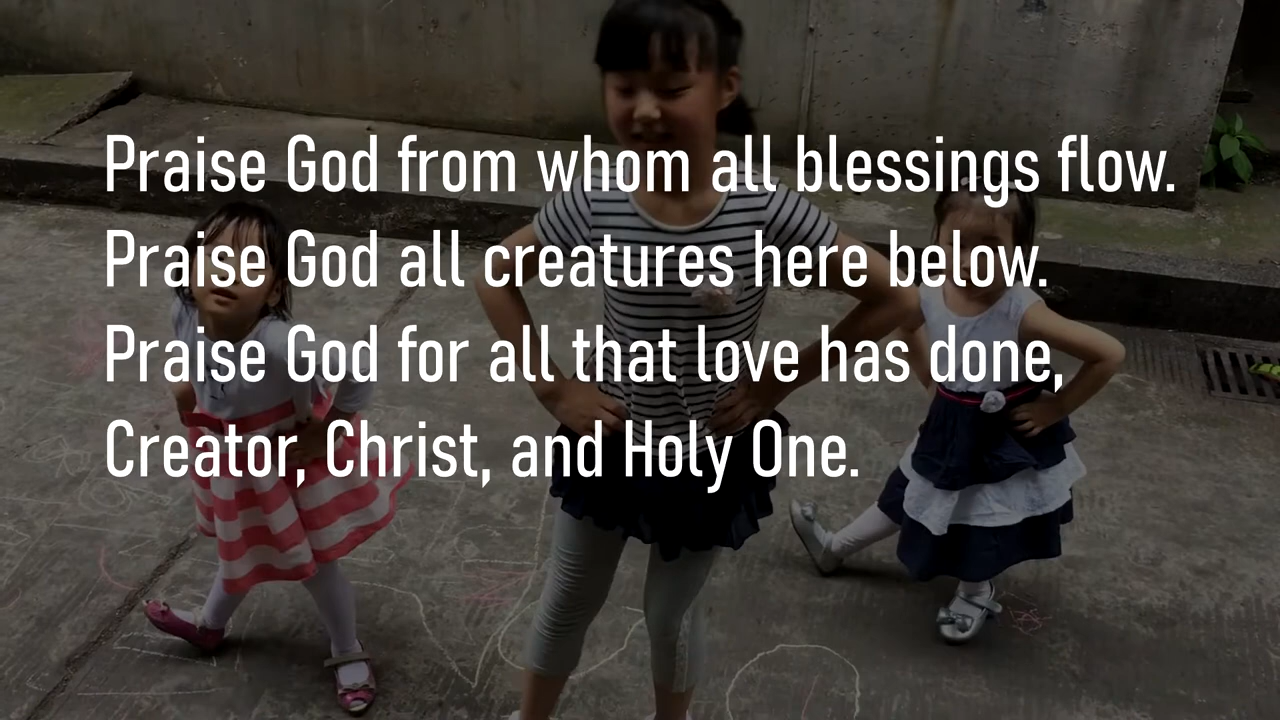 Praise God from whom all blessings flow.
Praise God all creatures here below.
Praise God for all that love has done,
Creator, Christ, and Holy One.